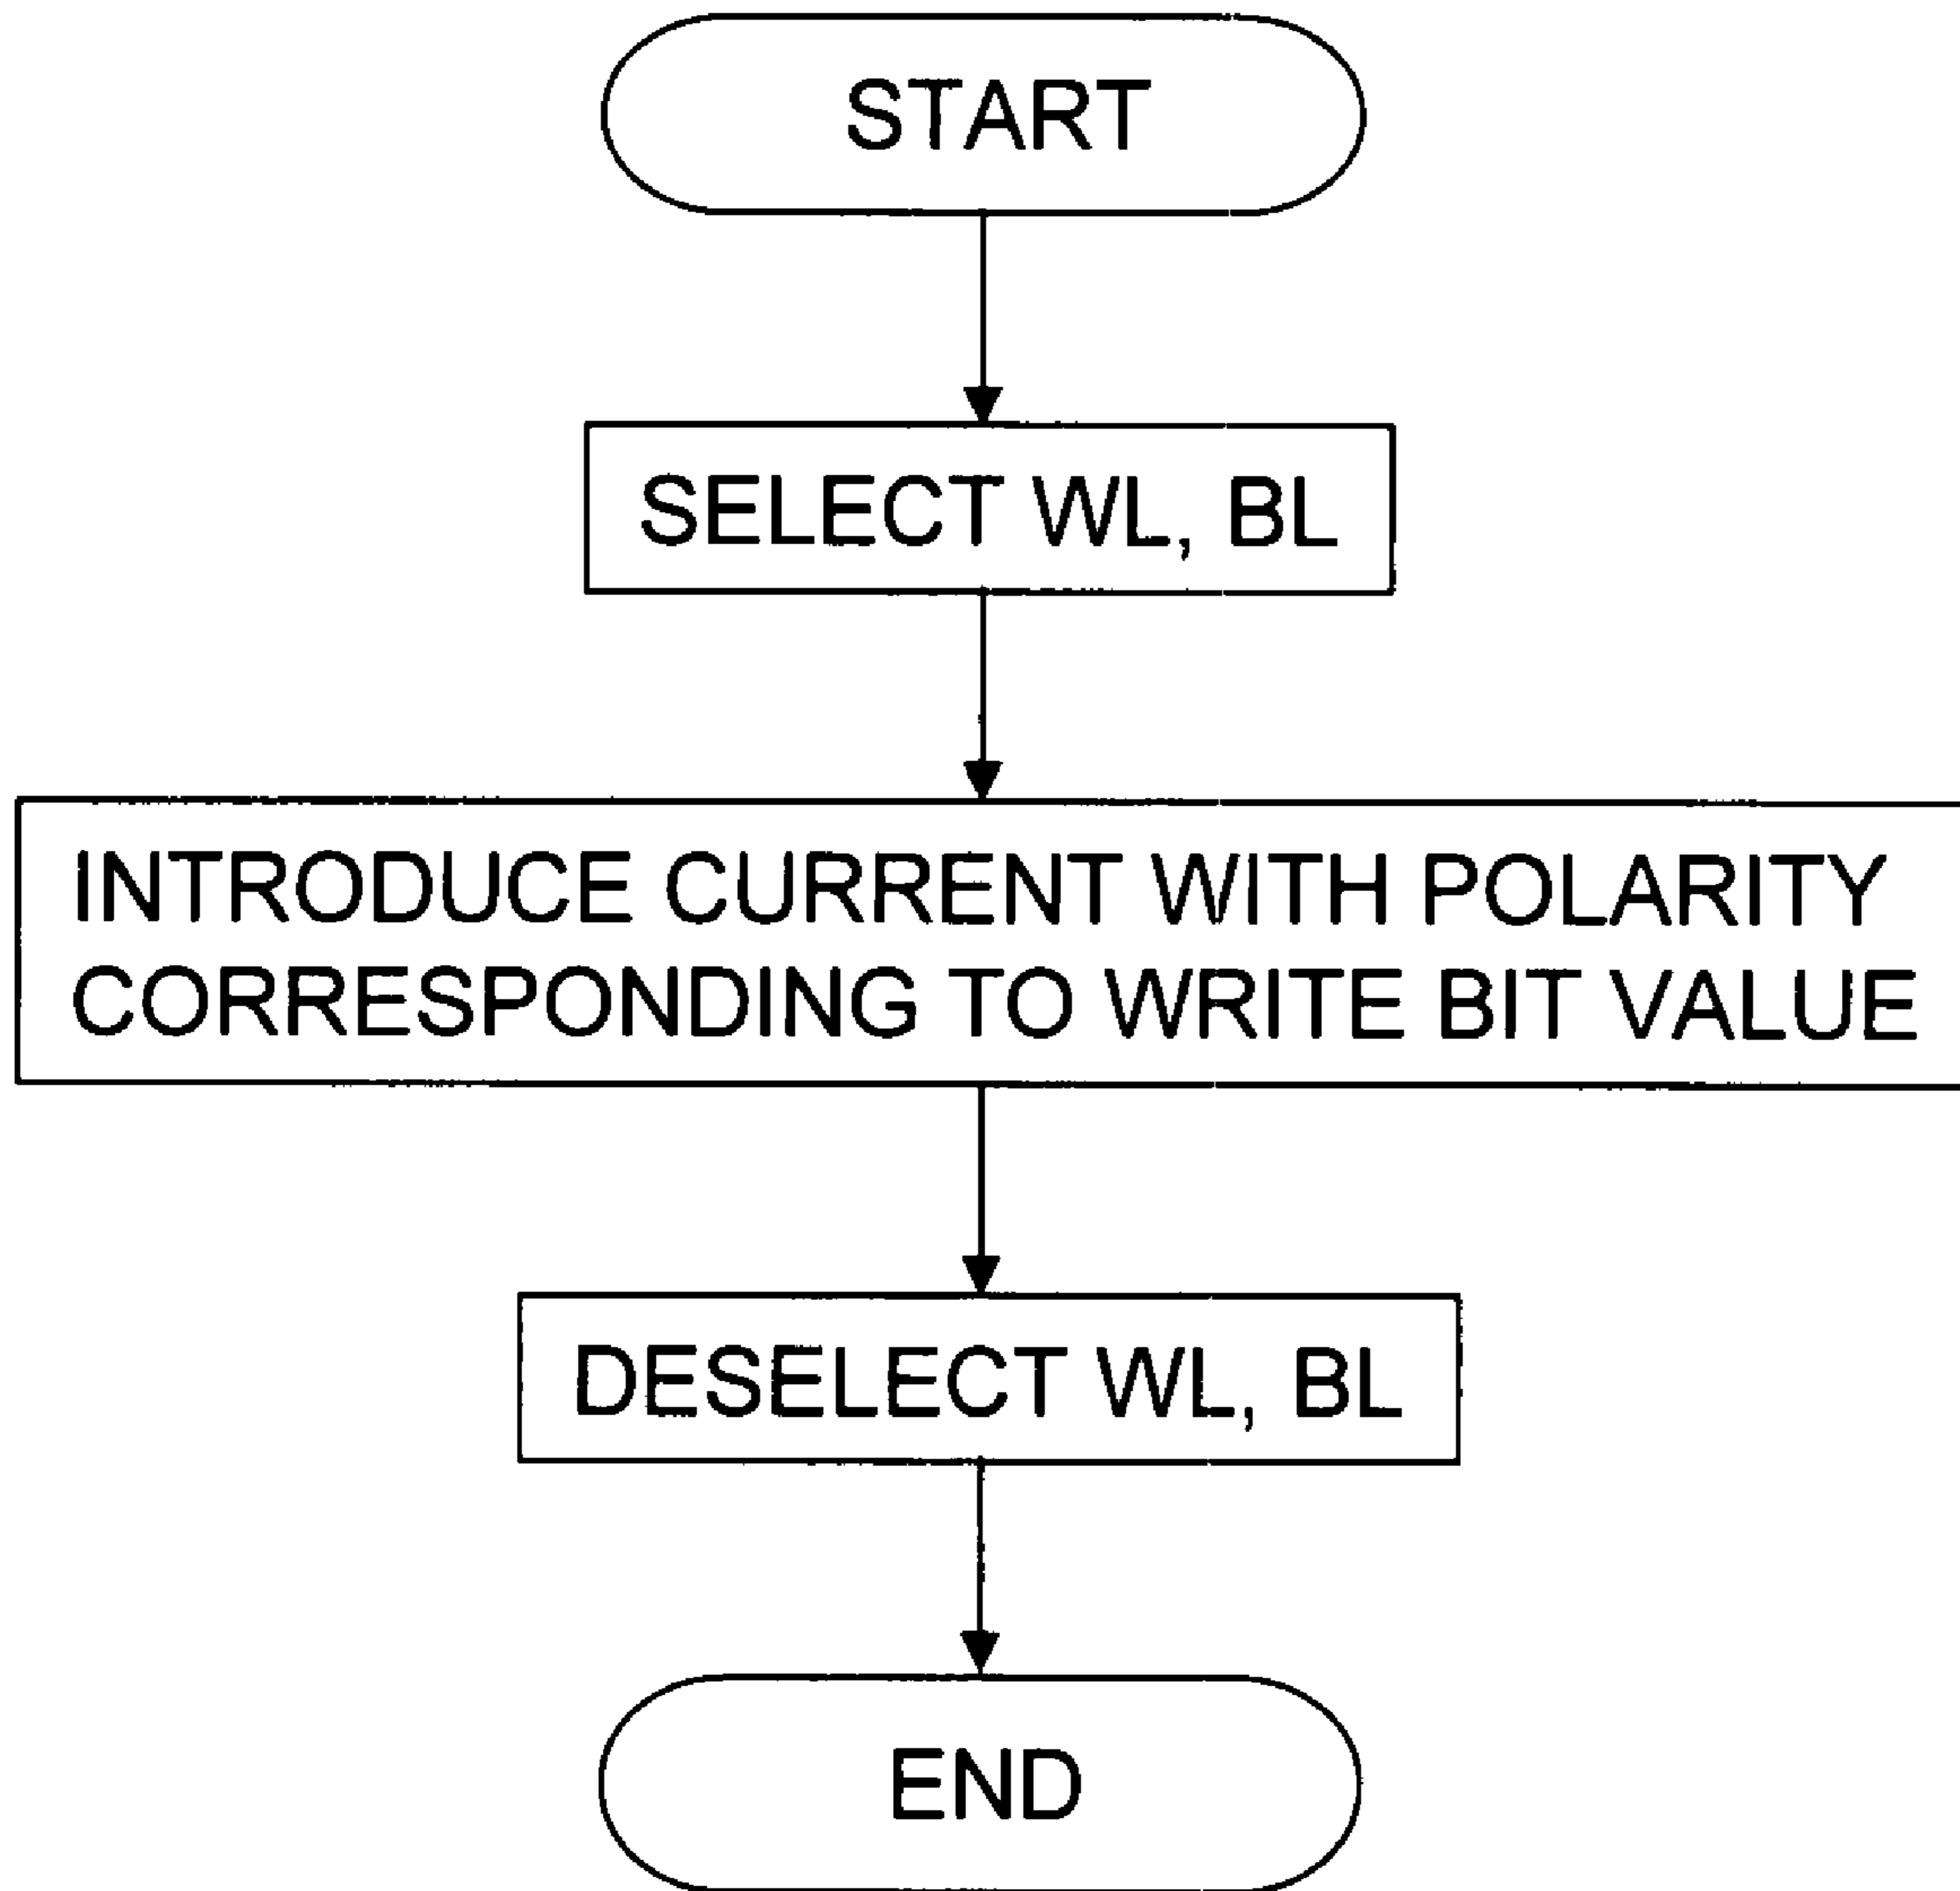 START
SELECT WL, BL
INTRODUCE CURRENT WITH POLARITY
CORRESPONDING TO WRITE BIT VALUE
DESELECT WL, BL
END